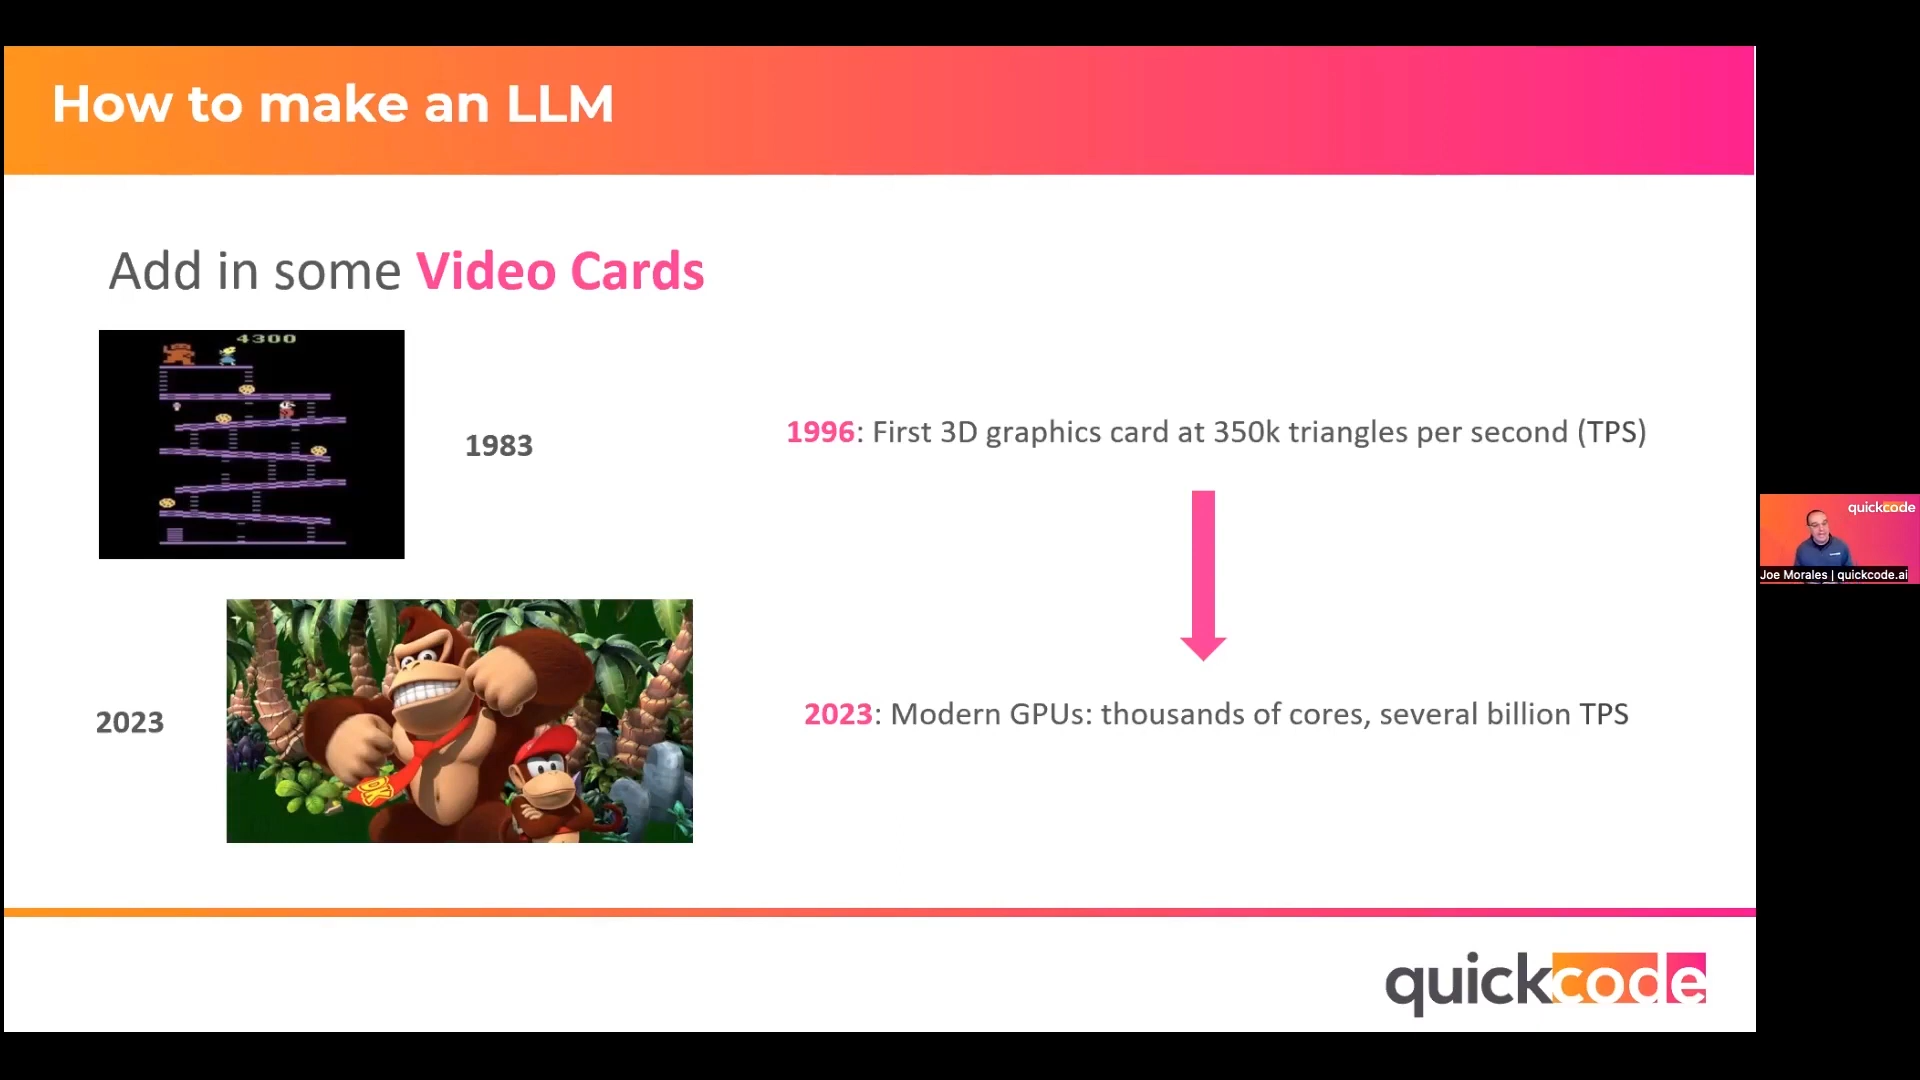 How to make an LLM
Add in some Video Cards
4300
1983
1996: First 3D graphics card at 350k triangles per second (TPS)
2023
DK
2023: Modern GPUs: thousands of cores, several billion TPS
quickcode
Joe Morales | quickcode.ai
quickcode